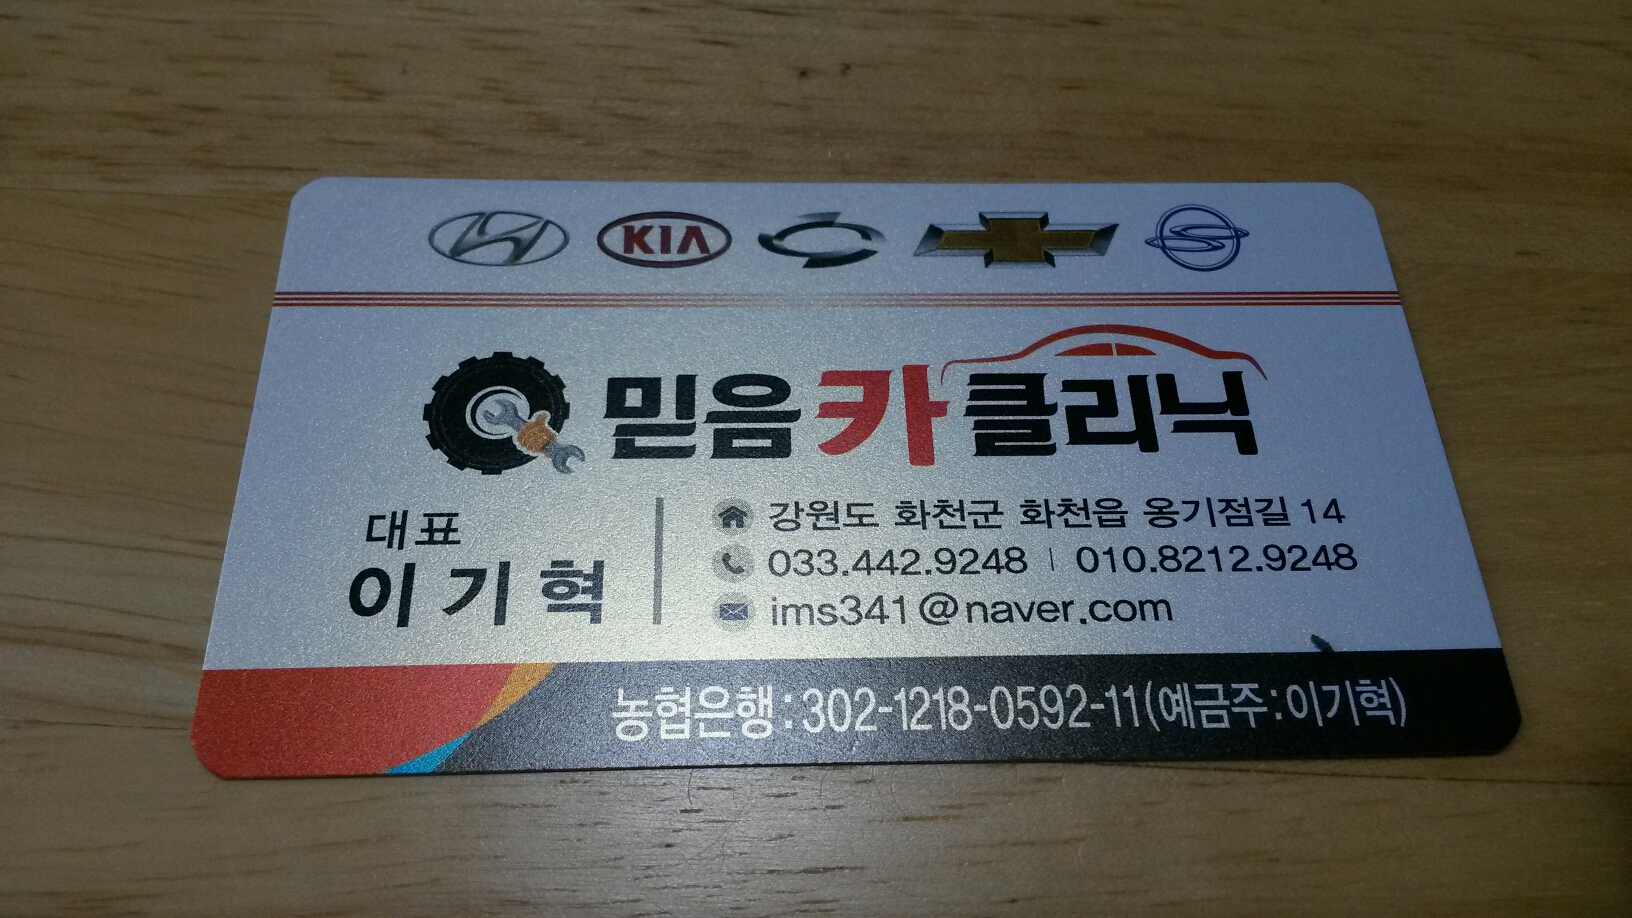 KIA
믿음카클리닉
대표
이기혁
강원도 화천군 화천읍 옹기점길 14
033.442.9248 | 010.8212.9248
ims341@naver.com
농협은행:302-1218-0592-11(예금주:이기혁)